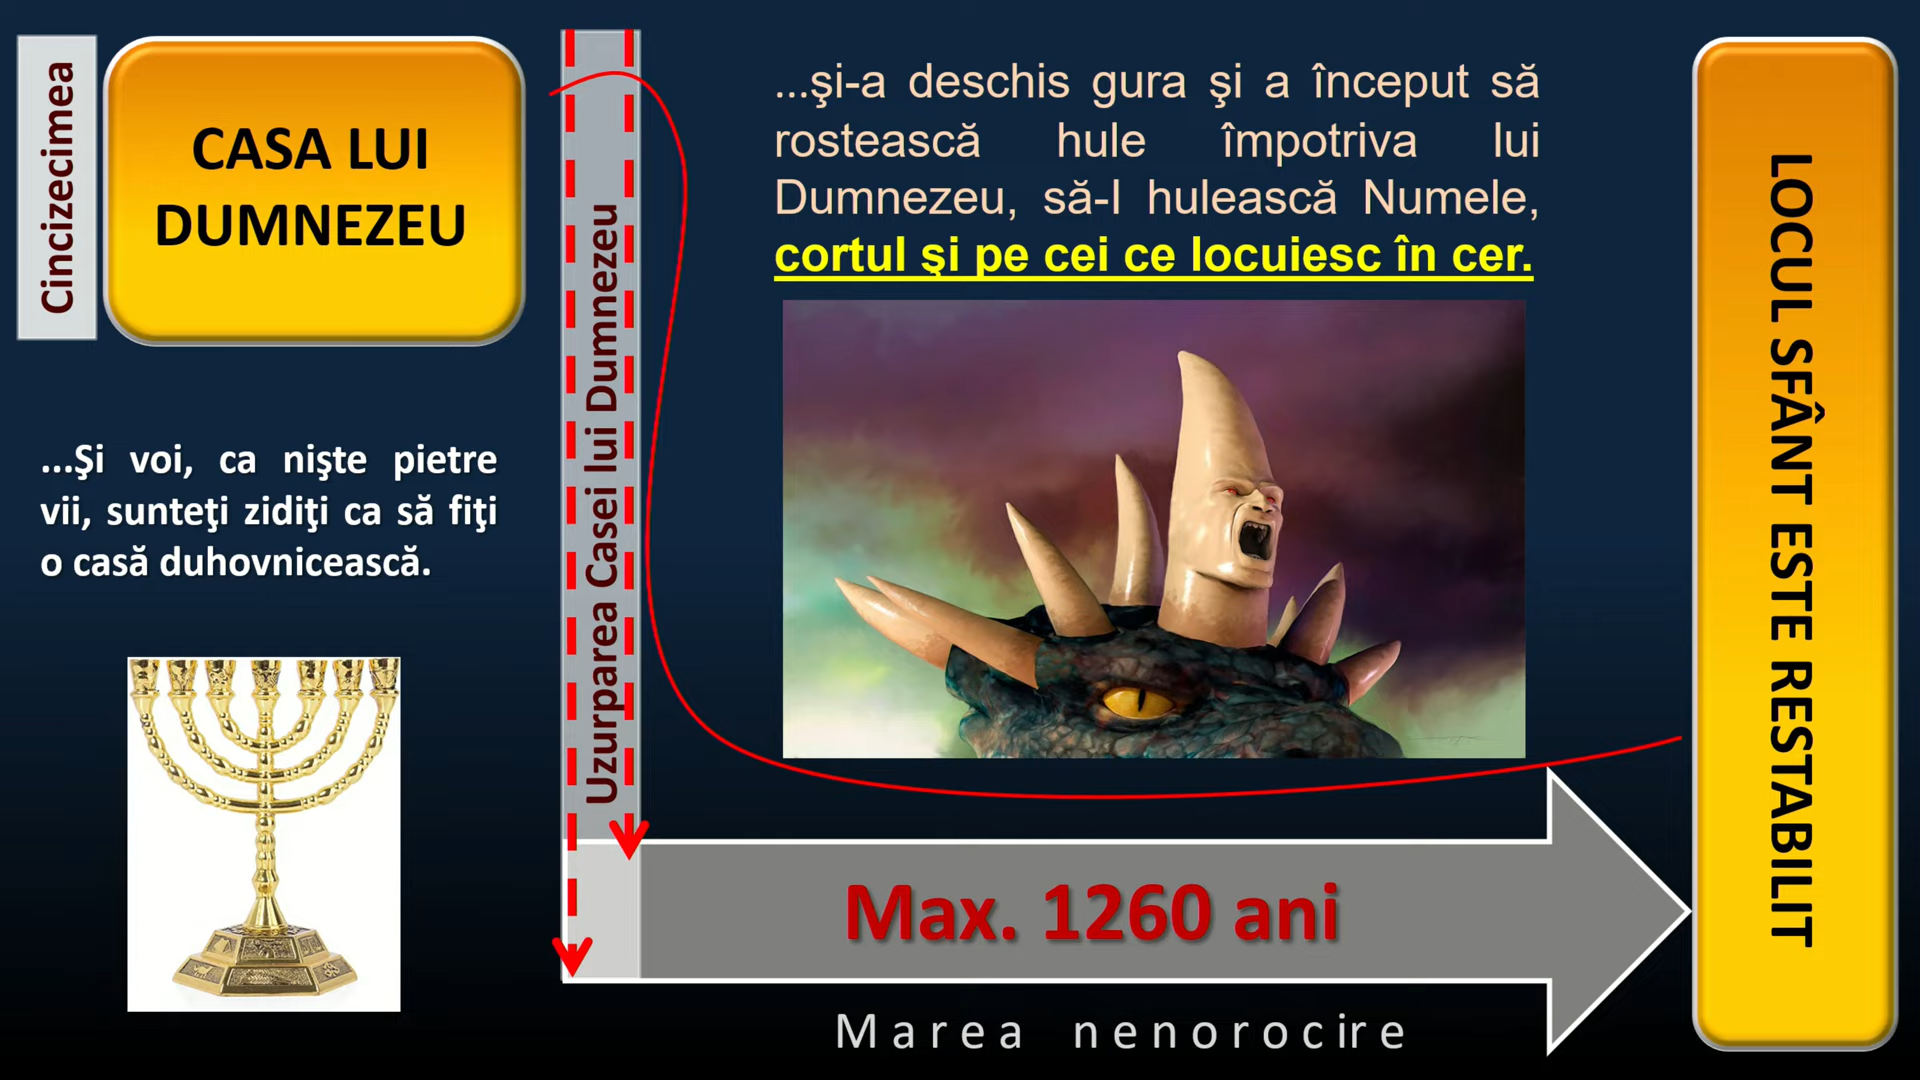 Cincizecimea
CASA LUI
DUMNEZEU
...Şi voi, ca nişte pietre
vii, sunteţi zidiţi ca să fiţi
o casă duhovnicească.
Uzurparea Casei lui Dumnezeu
...şi-a deschis gura şi a început să
rostească hule împotriva lui
Dumnezeu, să-I hulească Numele,
cortul şi pe cei ce locuiesc în cer.
Max. 1260 ani
Marea nenorocire
LOCUL SFÂNT ESTE RESTABILIT